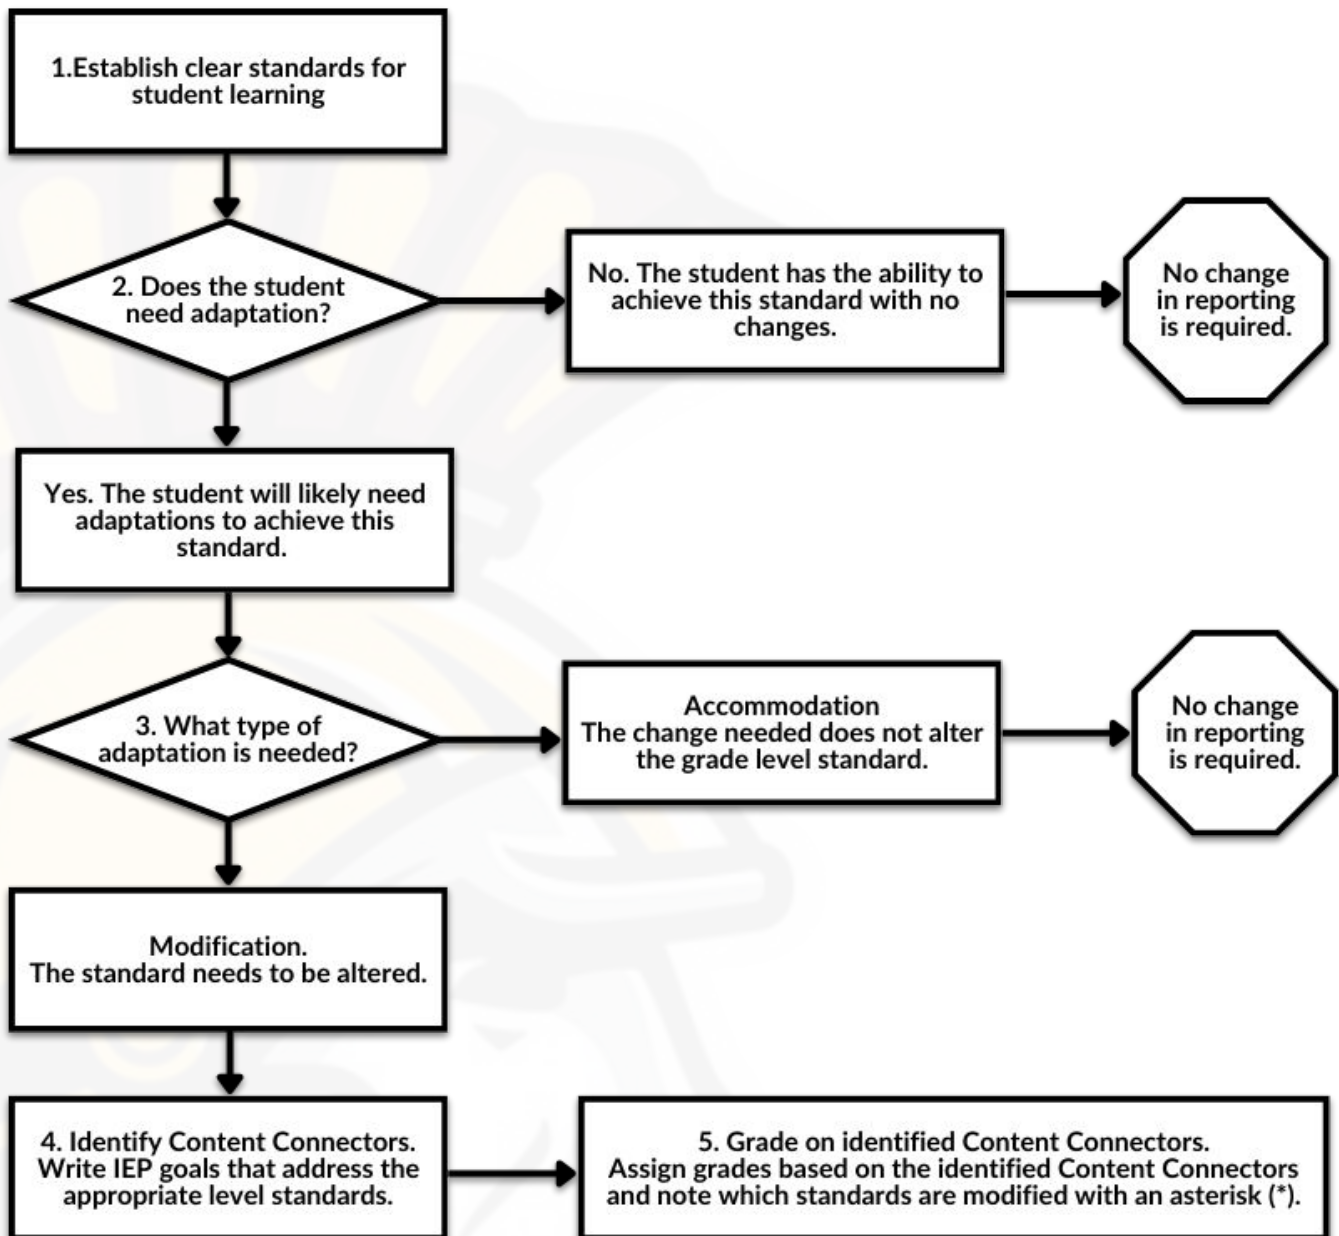 1.Establish clear standards for
student learning
2. Does the student
need adaptation?
No. The student has the ability to
achieve this standard with no
changes.
No change
in reporting
is required.
Yes. The student will likely need
adaptations to achieve this
standard.
3. What type of
adaptation is needed?
Accommodation
The change needed does not alter
the grade level standard.
No change
in reporting
is required.
Modification.
The standard needs to be altered.
4. Identify Content Connectors.
Write IEP goals that address the
appropriate level standards.
5. Grade on identified Content Connectors.
Assign grades based on the identified Content Connectors
and note which standards are modified with an asterisk (*).